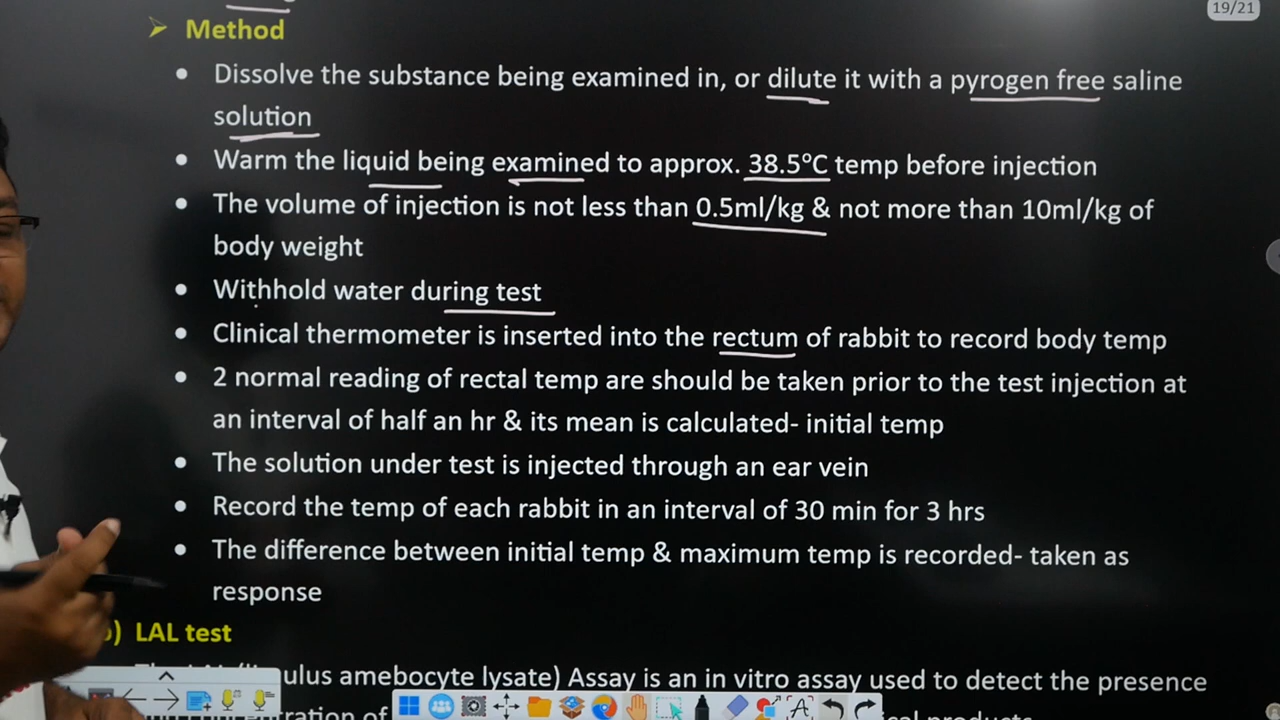 19/21
Method
Dissolve the substance being examined in, or dilute it with a pyrogen free saline
solution
Warm the liquid being examined to approx. 38.5°C temp before injection
The volume of injection is not less than 0.5ml/kg & not more than 10ml/kg of
body weight
Withhold water during test
Clinical thermometer is inserted into the rectum of rabbit to record body temp
2 normal reading of rectal temp are should be taken prior to the test injection at
an interval of half an hr & its mean is calculated- initial temp
The solution under test is injected through an ear vein
Record the temp of each rabbit in an interval of 30 min for 3 hrs
The difference between initial temp & maximum temp is recorded- taken as
response
) LAL test
ulus amebocyte lysate) Assay is an in vitro assay used to detect the presence
of